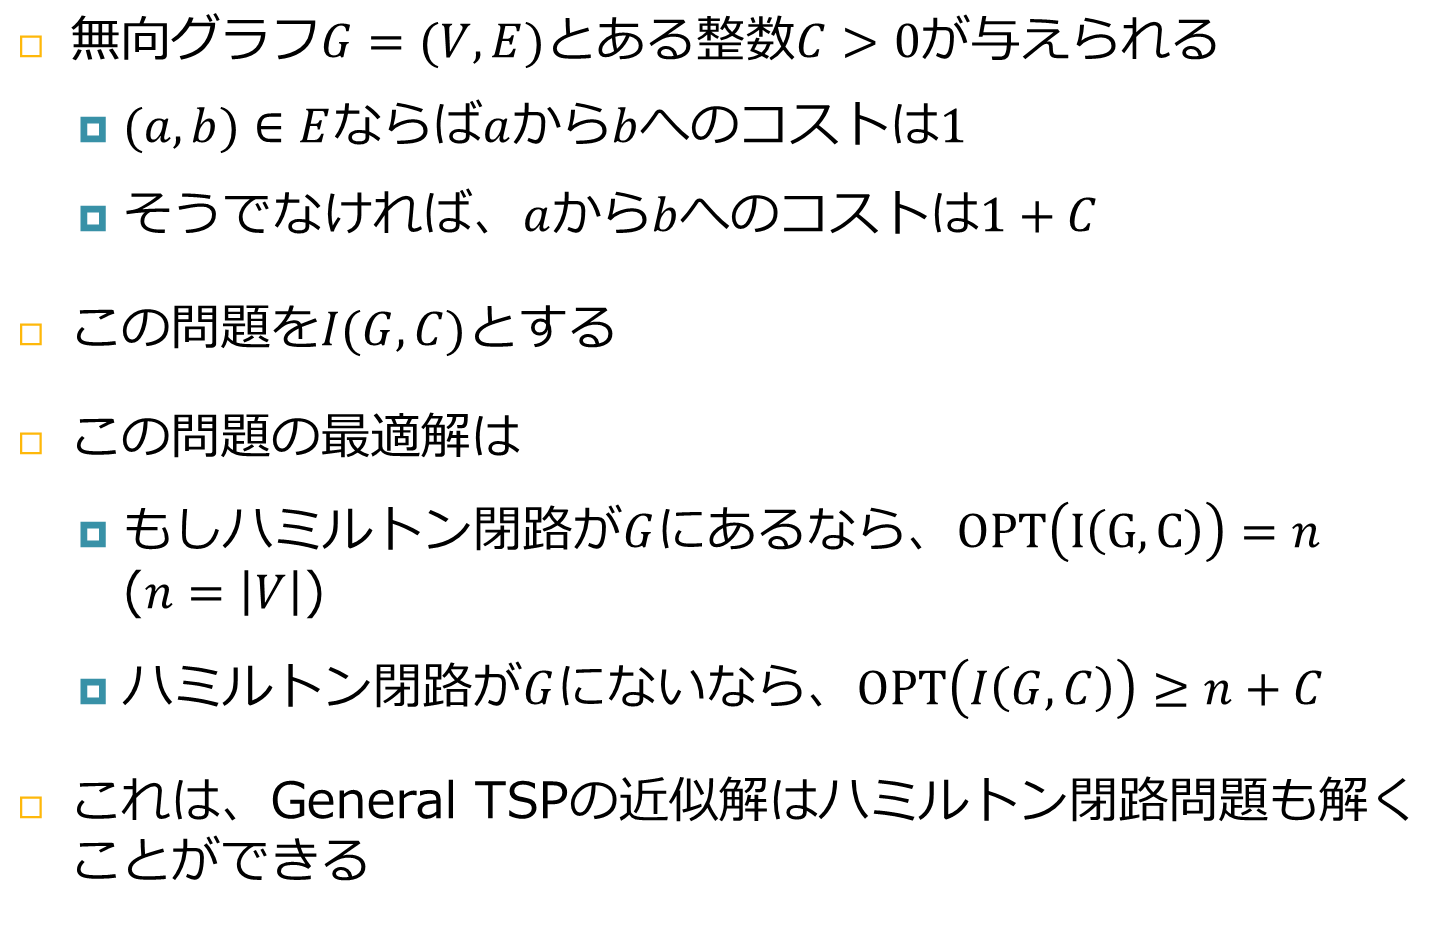 無向グラフG = (V, E)とある整数C > 0が与えられる
(a, b) ∈ Eならばaからbへのコストは1
そうでなければ、aからbへのコストは1 + C
この問題をI(G, C)とする
この問題の最適解は
もしハミルトン閉路がGにあるなら、OPT(I(G, C)) = n
(n = |V|)
ハミルトン閉路がGにないなら、OPT(I(G, C)) ≥ n + C
これは、General TSPの近似解はハミルトン閉路問題も解く
ことができる